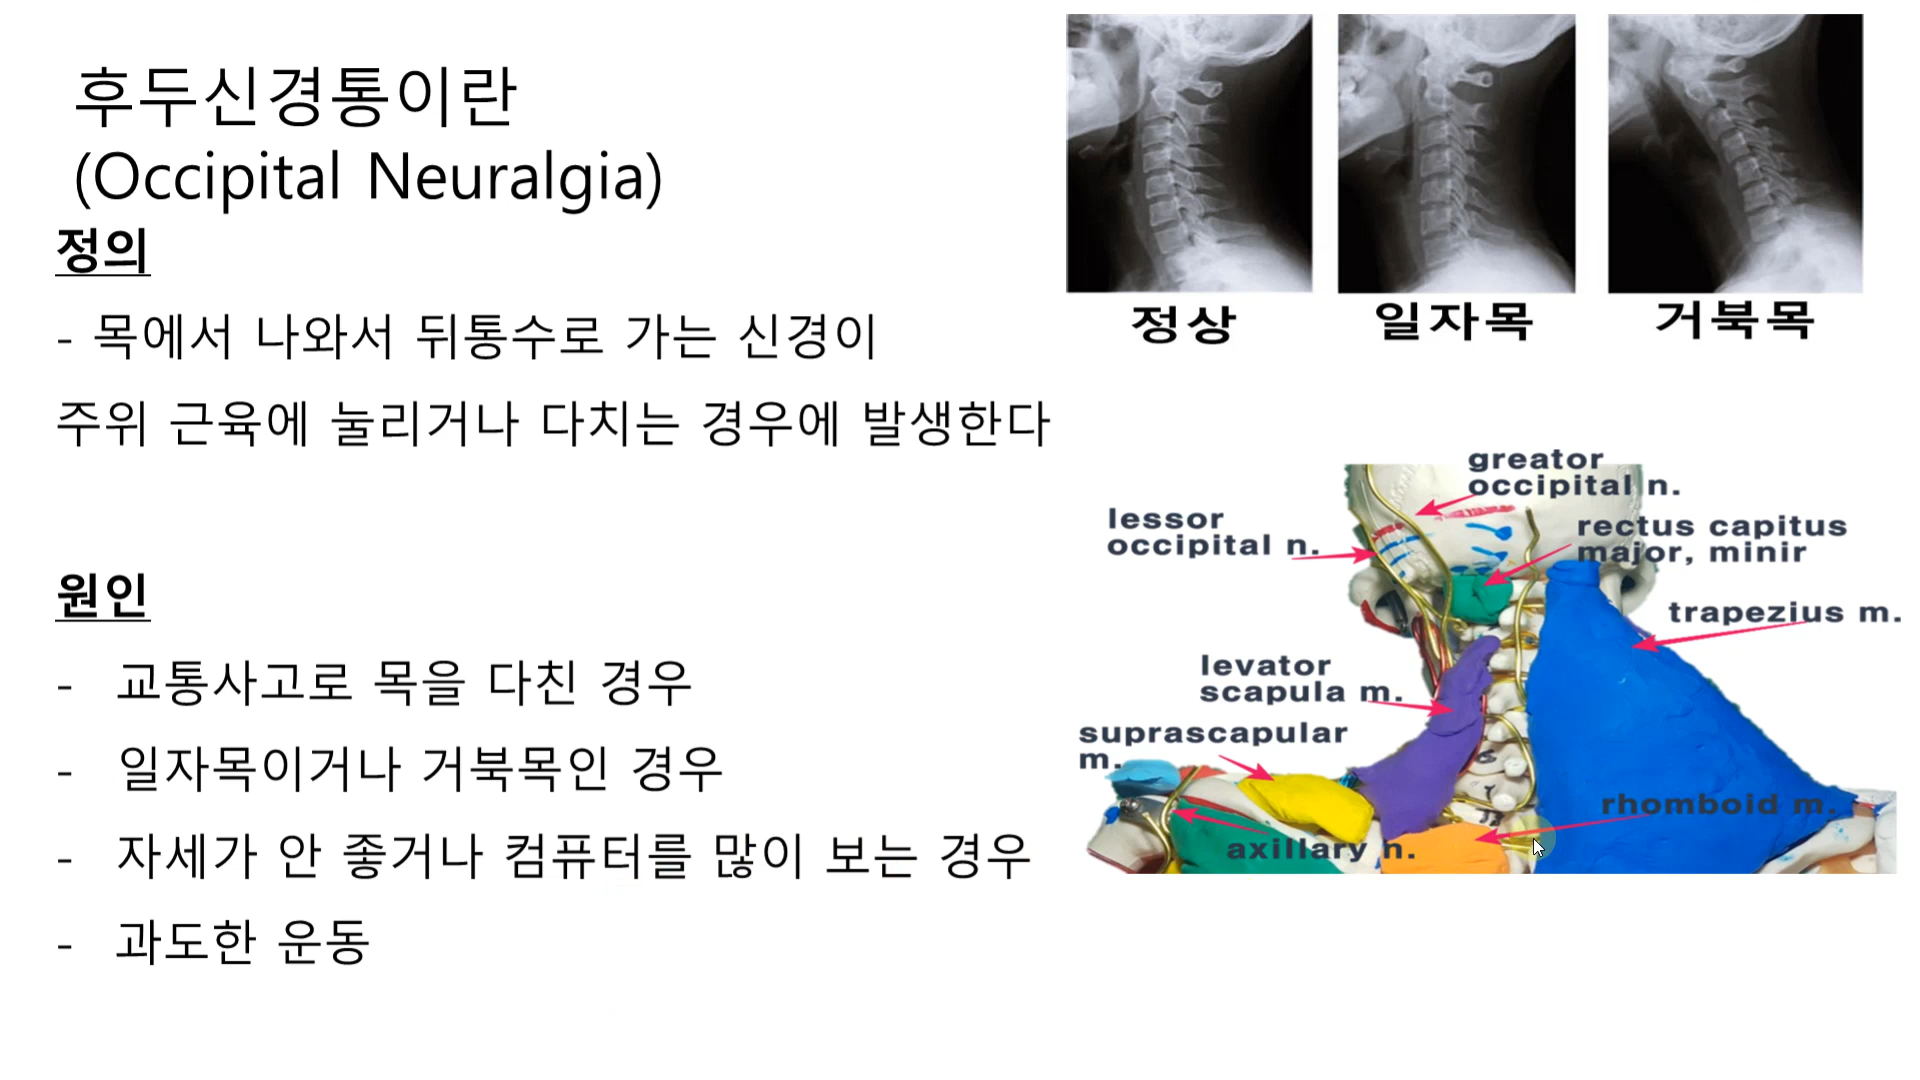 후두신경통이란
(Occipital Neuralgia)
정의
- 목에서 나와서 뒤통수로 가는 신경이
주위 근육에 눌리거나 다치는 경우에 발생한다
원인
- 교통사고로 목을 다친 경우
- 일자목이거나 거북목인 경우
- 자세가 안 좋거나 컴퓨터를 많이 보는 경우
- 과도한 운동
정상
일자목
거북목
greator
occipital n.
lessor
occipital n.
rectus capitus
major, minir
trapezius m.
levator
scapula m.
suprascapular
m.
rhomboid m.
axillary n.